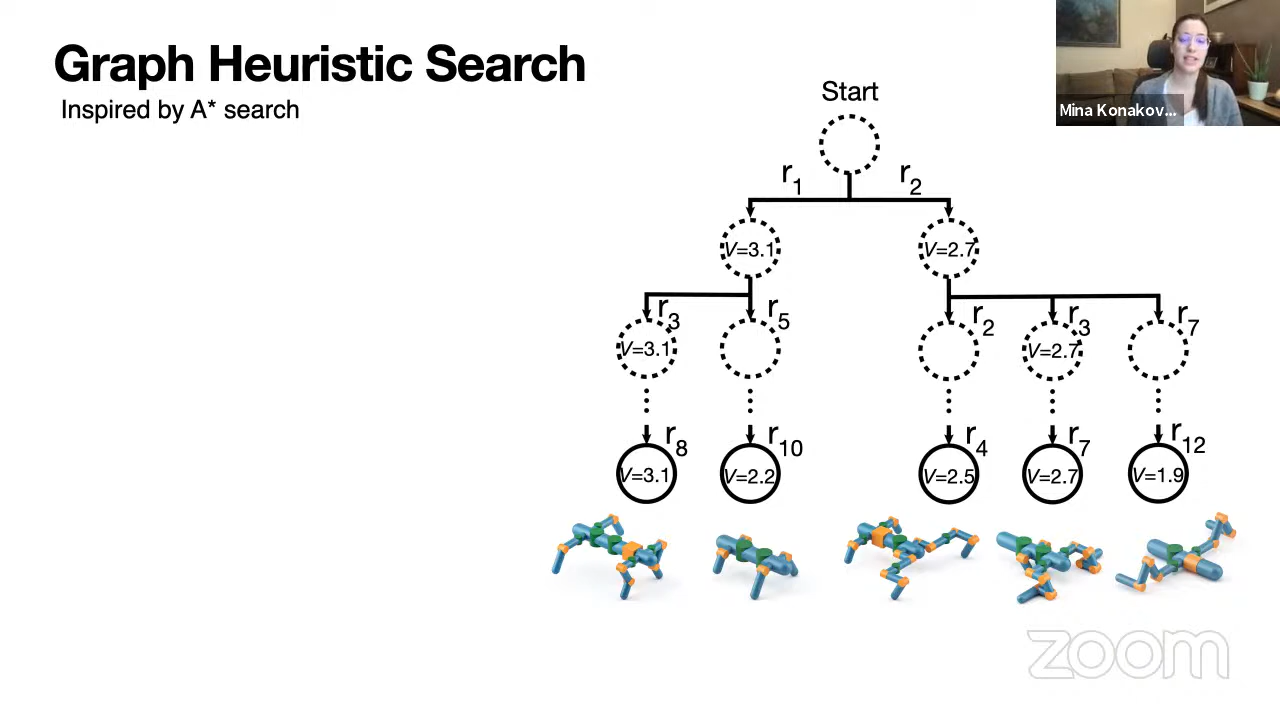 Graph Heuristic Search
Inspired by A* search
Mina Konakov...
Start
r1 r2
V=3.1 V=2.7
r3 r5 r2 r3 r7
V=3.1 V=2.7
r8 r10 r4 r7 r12
V=3.1 V=2.2 V=2.5 V=2.7 V=1.9
zoom